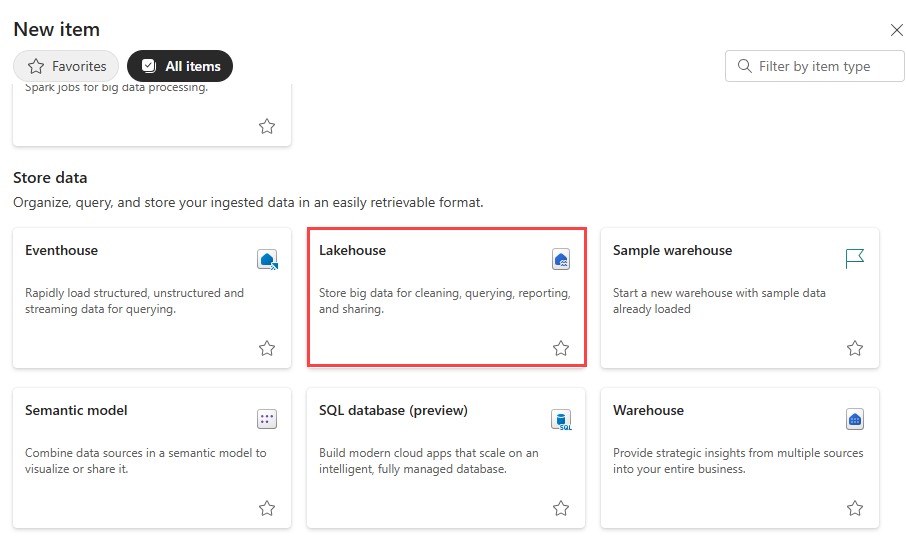 New item
Favorites
All items
Filter by item type
Spark jobs for big data processing.
Store data
Organize, query, and store your ingested data in an easily retrievable format.
Eventhouse
Rapidly load structured, unstructured and
streaming data for querying.
Lakehouse
Store big data for cleaning, querying, reporting,
and sharing.
Sample warehouse
Start a new warehouse with sample data
already loaded
Semantic model
Combine data sources in a semantic model to
visualize or share it.
SQL database (preview)
SQL
Build modern cloud apps that scale on an
intelligent, fully managed database.
Warehouse
Provide strategic insights from multiple sources
into your entire business.